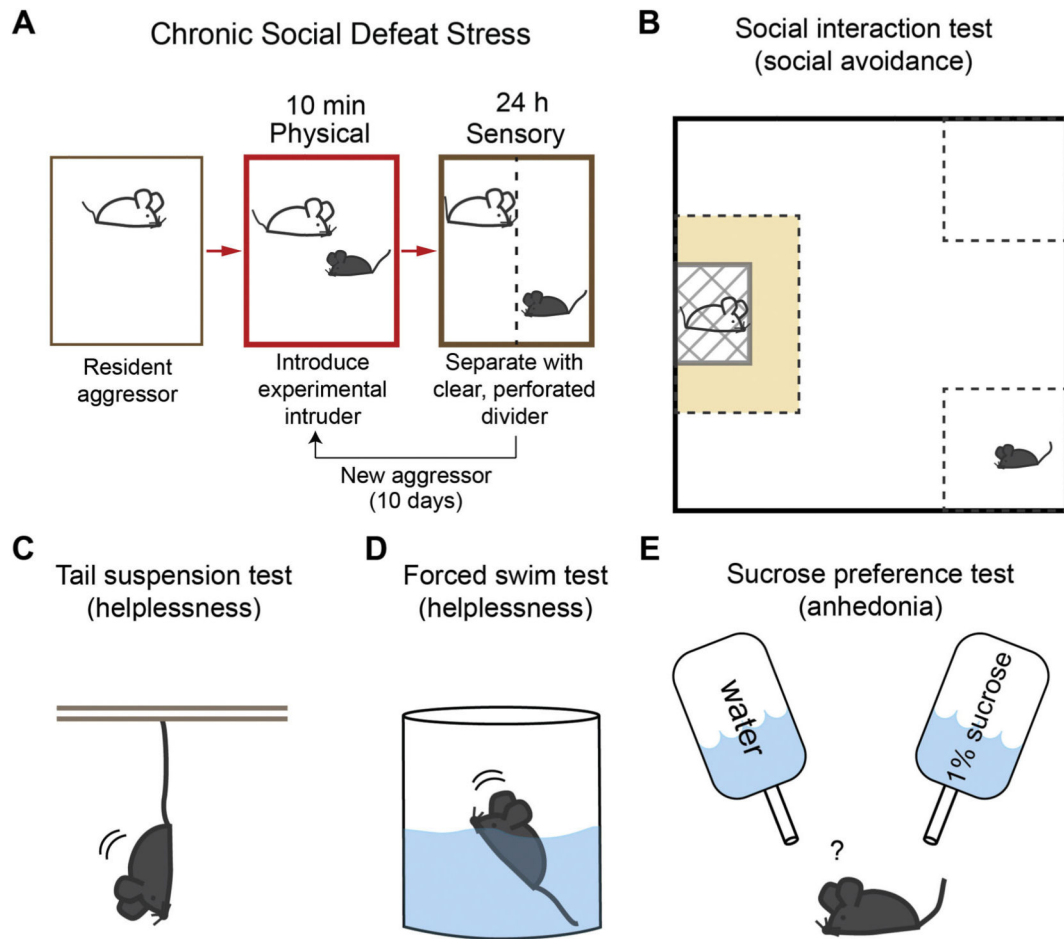 A
Chronic Social Defeat Stress
10 min
Physical
24 h
Sensory
Resident
aggressor
Introduce
experimental
intruder
Separate with
clear, perforated
divider
New aggressor
(10 days)
B
Social interaction test
(social avoidance)
C
Tail suspension test
(helplessness)
D
Forced swim test
(helplessness)
E
Sucrose preference test
(anhedonia)
water
1% sucrose
?